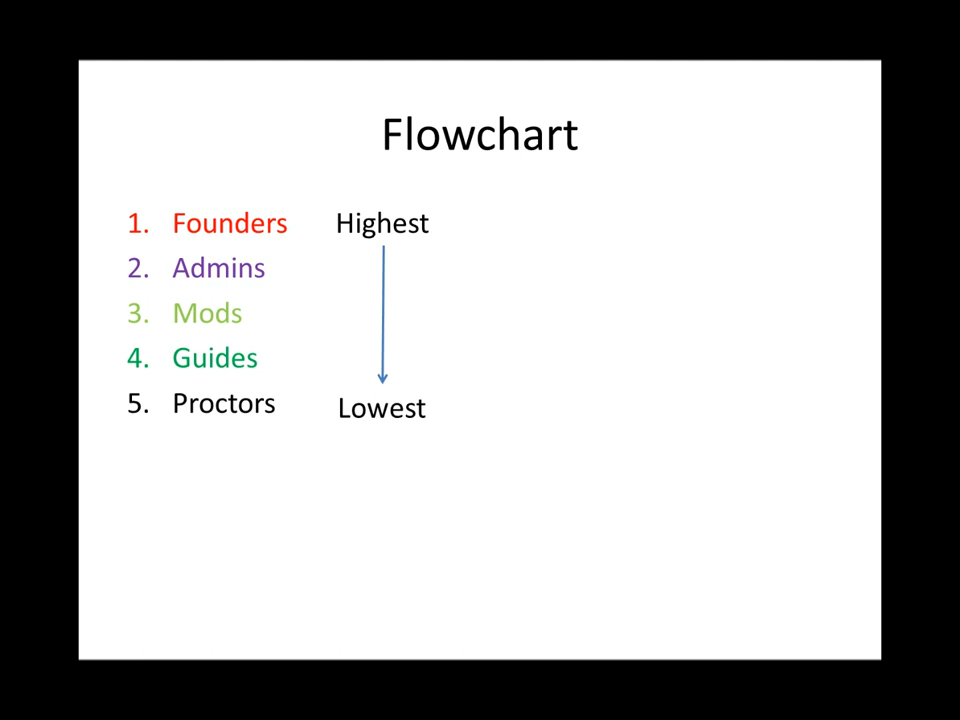 Flowchart
1. Founders Highest
2. Admins
3. Mods
4. Guides
5. Proctors Lowest